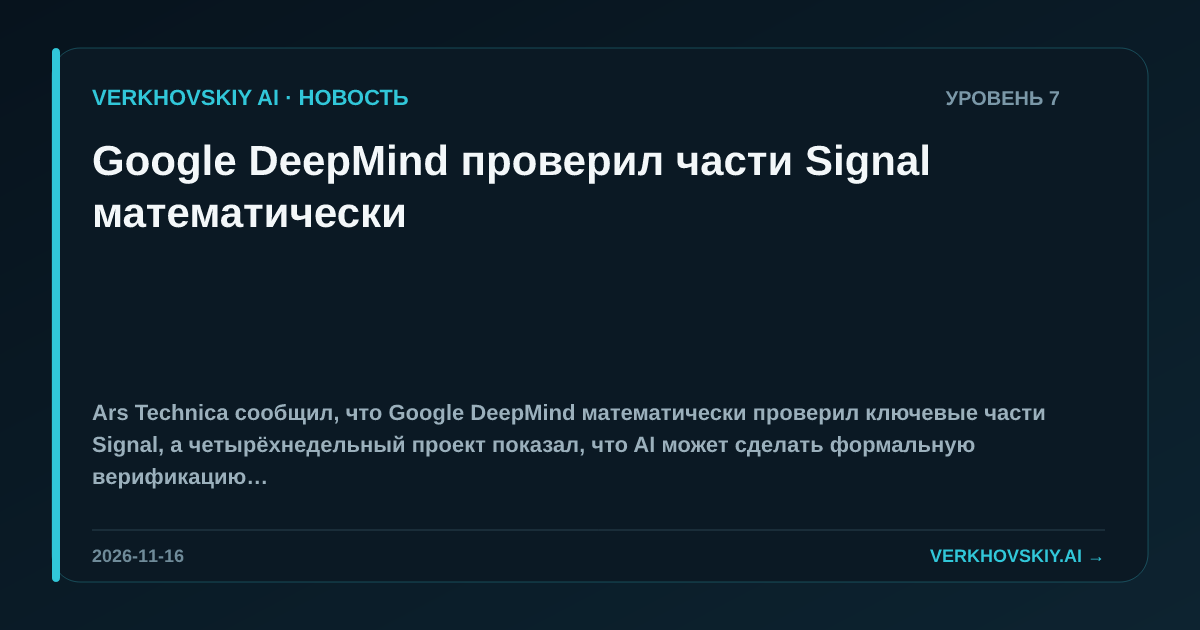 VERKHOVSKIY AI · НОВОСТЬ
УРОВЕНЬ 7
Google DeepMind проверил части Signal
математически
Ars Technica сообщил, что Google DeepMind математически проверил ключевые части
Signal, а четырёхнедельный проект показал, что AI может сделать формальную
верификацию…
2026-11-16
VERKHOVSKIY.AI →